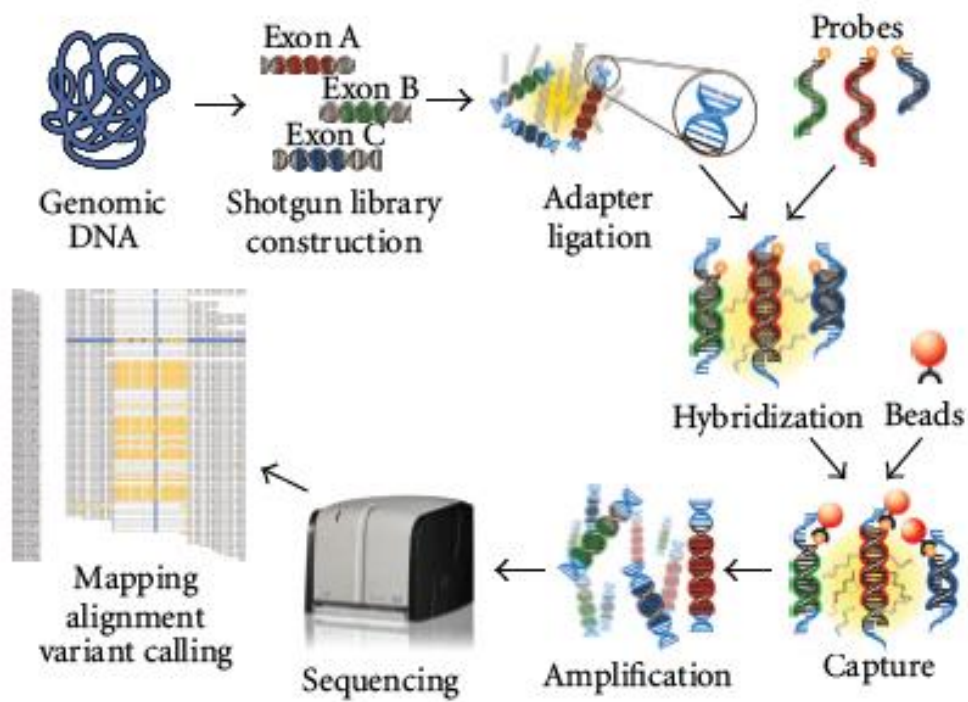 Exon A
Exon B
Exon C
Probes
Genomic
DNA
Shotgun library
construction
Adapter
ligation
Hybridization
Beads
Mapping
alignment
variant calling
Sequencing
Amplification
Capture